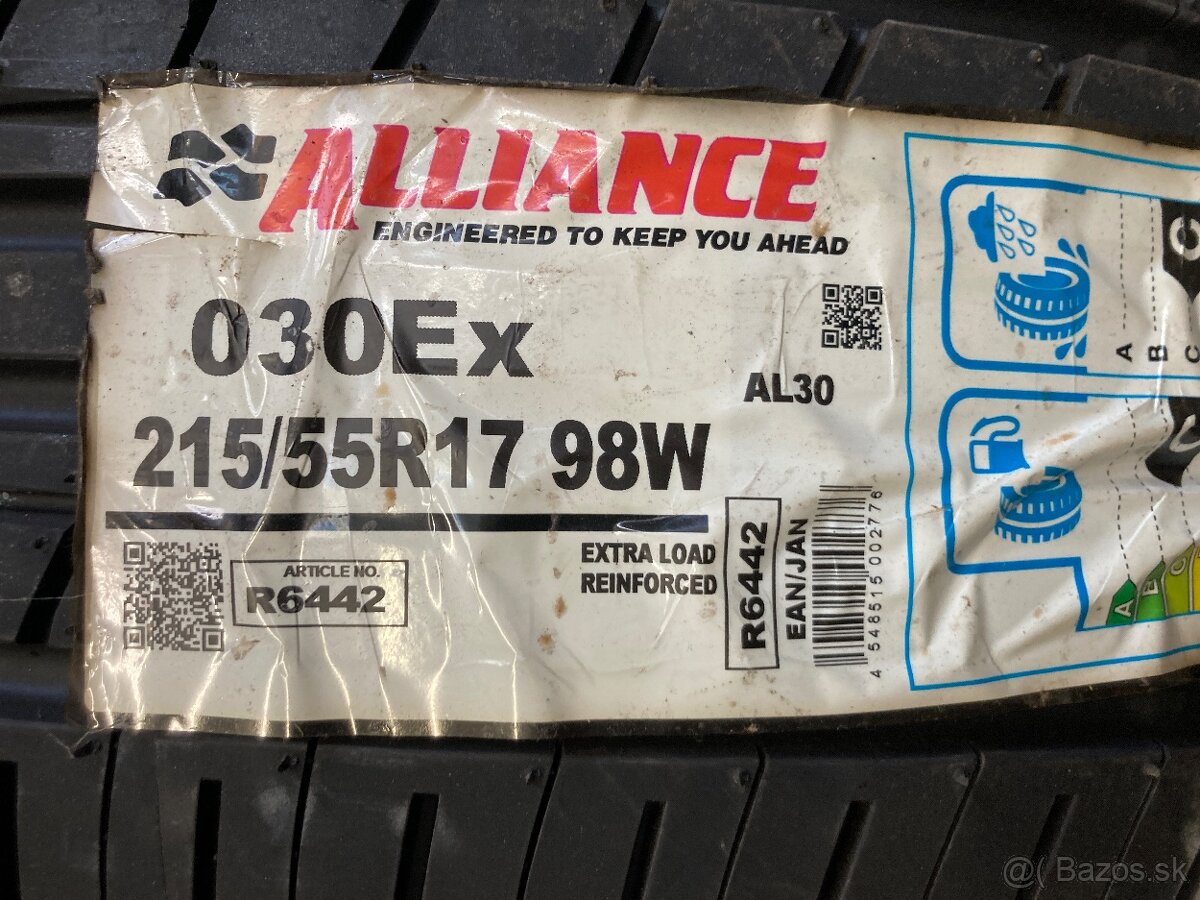 ALLIANCE
ENGINEERED TO KEEP YOU AHEAD
030Ex
AL30
215/55R17 98W
EXTRA LOAD
REINFORCED
ARTICLE NO.
R6442
R6442
EAN/JAN
4 548515 002776
A
B
C
C
C
A
B
C
@( Bazos.sk